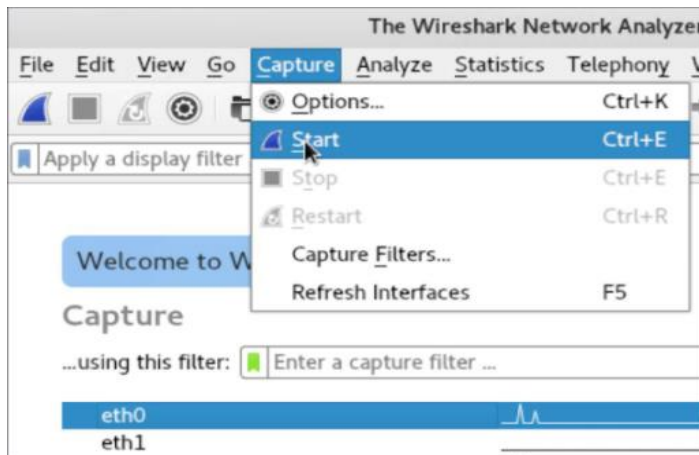 The Wireshark Network Analyzer
File Edit View Go Capture Analyze Statistics Telephony
Options... Ctrl+K
Start Ctrl+E
Apply a display filter
Stop Ctrl+E
Restart Ctrl+R
Capture Filters...
Welcome to W
Refresh Interfaces F5
Capture
...using this filter: Enter a capture filter ...
eth0
eth1